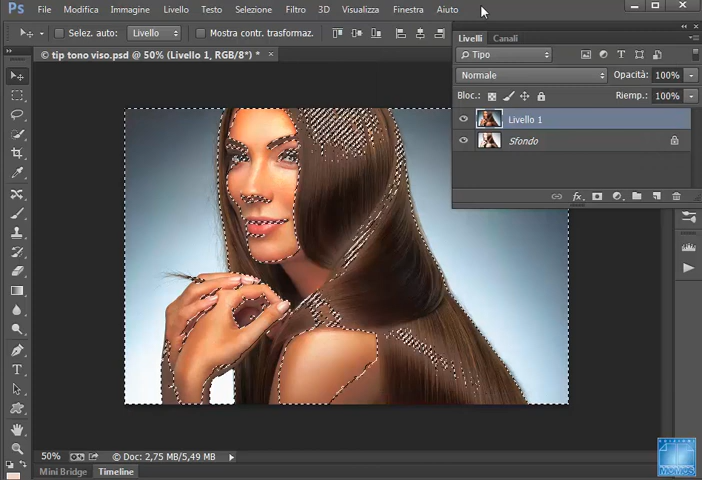 Ps File Modifica Immagine Livello Testo Selezione Filtro 3D Visualizza Finestra Aiuto
Selez. auto: Livello Mostra contr. trasformaz.
© tip tono viso.psd @ 50% (Livello 1, RGB/8*) * ×
Livelli Canali
Tipo
Normale Opacità: 100%
Bloc.: Riemp.: 100%
Livello 1
Sfondo
fx
50% © Doc: 2,75 MB/5,49 MB
Mini Bridge Timeline